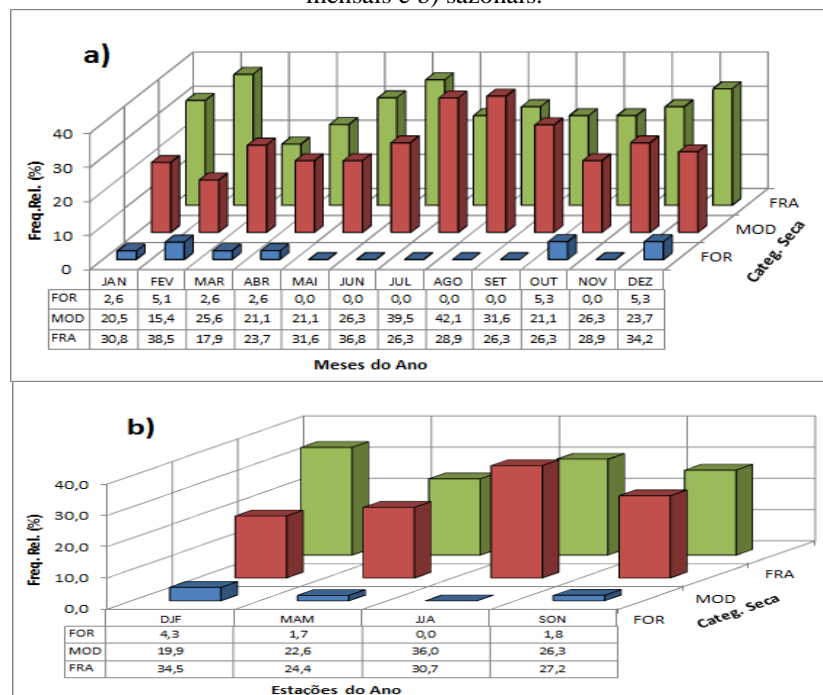 mensais e b) sazonais.
a)
Freq.Rel. (%)
40
30
20
10
0
FRA
MOD
FOR
Categ. Seca
JAN FEV MAR ABR MAI JUN JUL AGO SET OUT NOV DEZ
FOR 2,6 5,1 2,6 2,6 0,0 0,0 0,0 0,0 0,0 5,3 0,0 5,3
MOD 20,5 15,4 25,6 21,1 21,1 26,3 39,5 42,1 31,6 21,1 26,3 23,7
FRA 30,8 38,5 17,9 23,7 31,6 36,8 26,3 28,9 26,3 26,3 28,9 34,2
Meses do Ano
b)
Freq.Rel. (%)
40,0
30,0
20,0
10,0
0,0
FRA
MOD
FOR
Categ. Seca
DJF MAM JJA SON
FOR 4,3 1,7 0,0 1,8
MOD 19,9 22,6 36,0 26,3
FRA 34,5 24,4 30,7 27,2
Estações do Ano